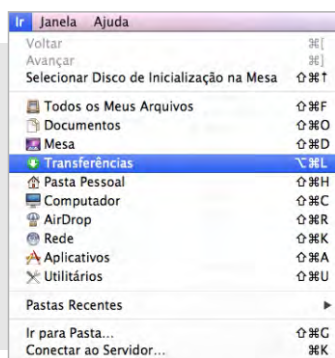 Ir Janela Ajuda
Voltar ⌘[
Avançar ⌘]
Selecionar Disco de Inicialização na Mesa ⇧⌘↑
Todos os Meus Arquivos ⇧⌘F
Documentos ⇧⌘O
Mesa ⇧⌘D
Transferências ⌥⌘L
Pasta Pessoal ⇧⌘H
Computador ⇧⌘C
AirDrop ⇧⌘R
Rede ⇧⌘K
Aplicativos ⇧⌘A
Utilitários ⇧⌘U
Pastas Recentes ▶
Ir para Pasta... ⇧⌘G
Conectar ao Servidor... ⌘K